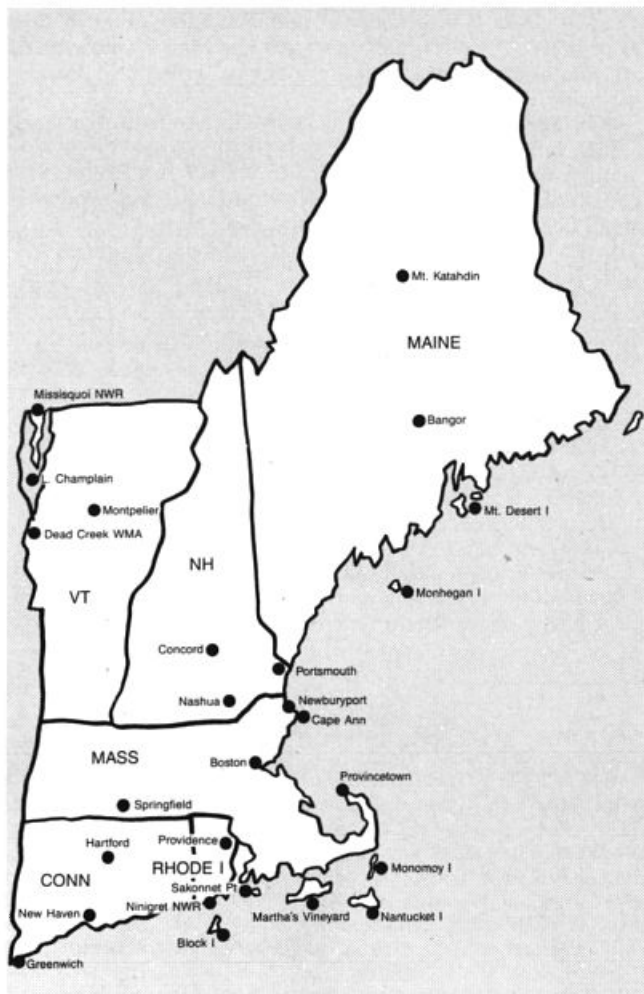 Mt. Katahdin
MAINE
Missisquoi NWR
Bangor
L. Champlain
Montpelier
Mt. Desert I
Dead Creek WMA
NH
VT
Monhegan I
Concord
Portsmouth
Nashua
Newburyport
Cape Ann
MASS
Boston
Provincetown
Springfield
Providence
Hartford
RHODE I
Monomoy I
CONN
Sakonnet Pt
Ninigret NWR
New Haven
Martha's Vineyard
Nantucket I
Block I
Greenwich